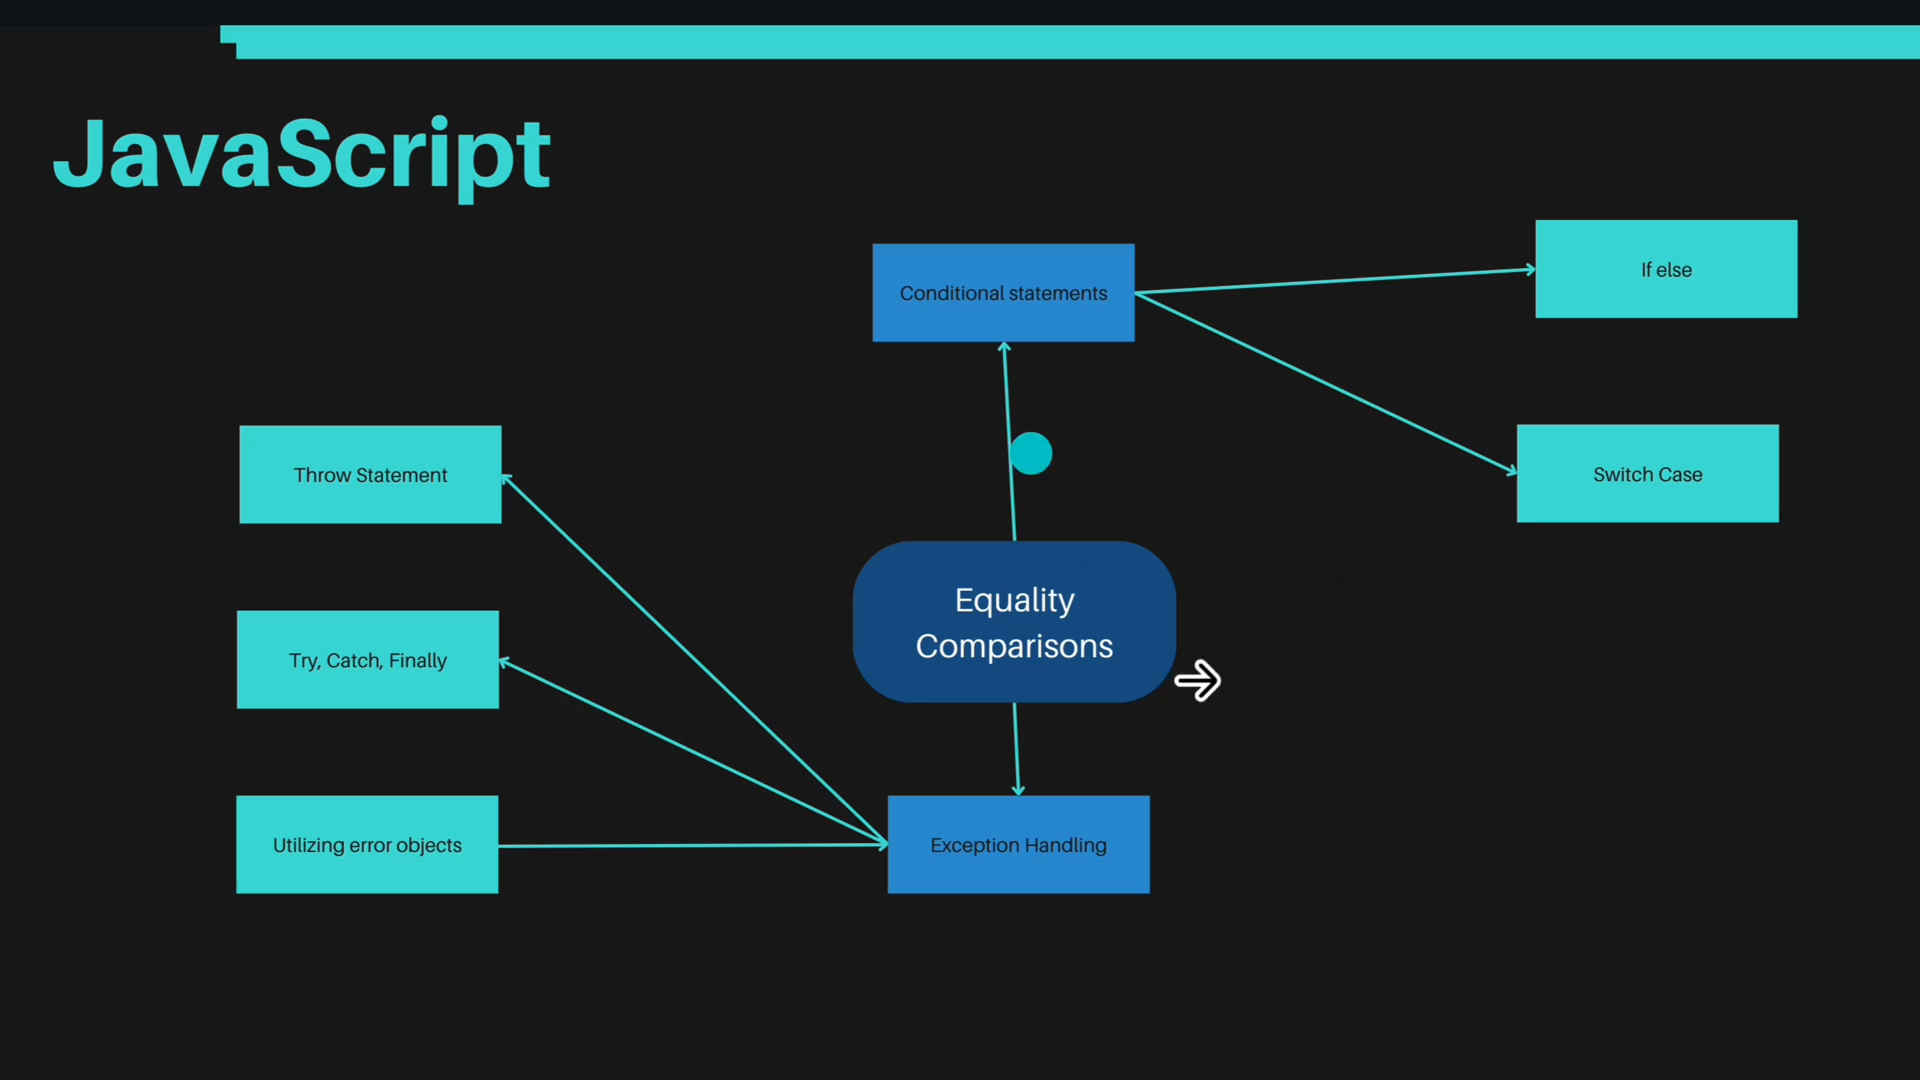 JavaScript
Conditional statements
If else
Switch Case
Throw Statement
Equality
Comparisons
Try, Catch, Finally
Utilizing error objects
Exception Handling